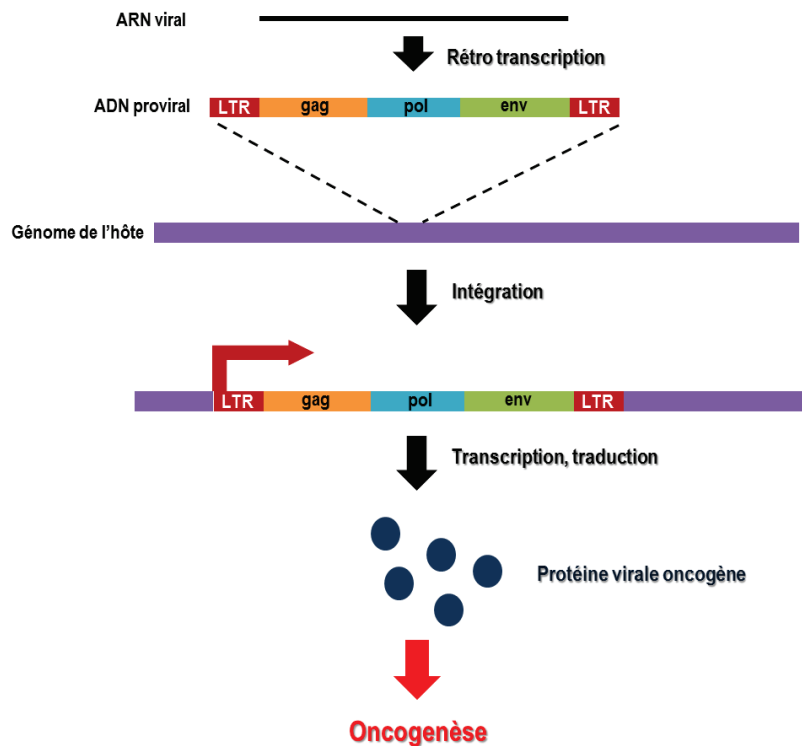 ARN viral
Rétro transcription
ADN proviral
LTR gag pol env LTR
Génome de l'hôte
Intégration
LTR gag pol env LTR
Transcription, traduction
Protéine virale oncogène
Oncogenèse